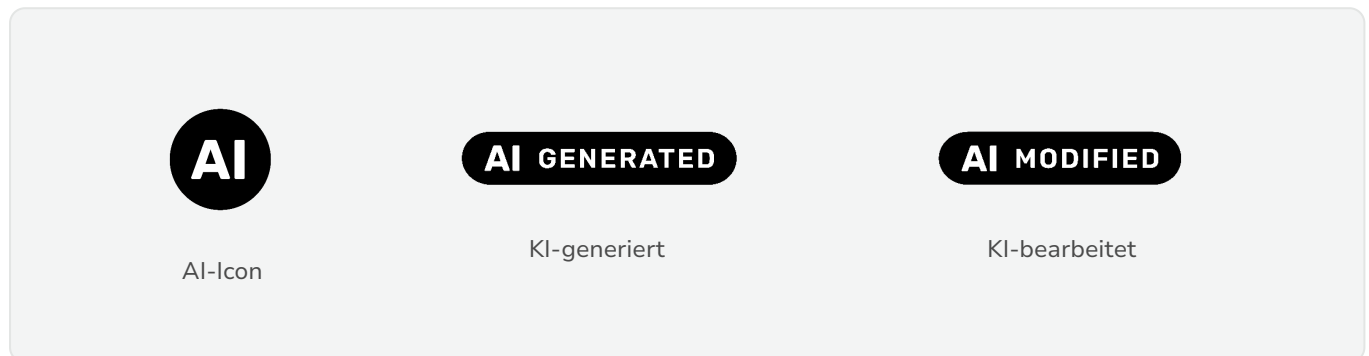 AI
AI GENERATED
AI MODIFIED
AI-Icon
KI-generiert
KI-bearbeitet